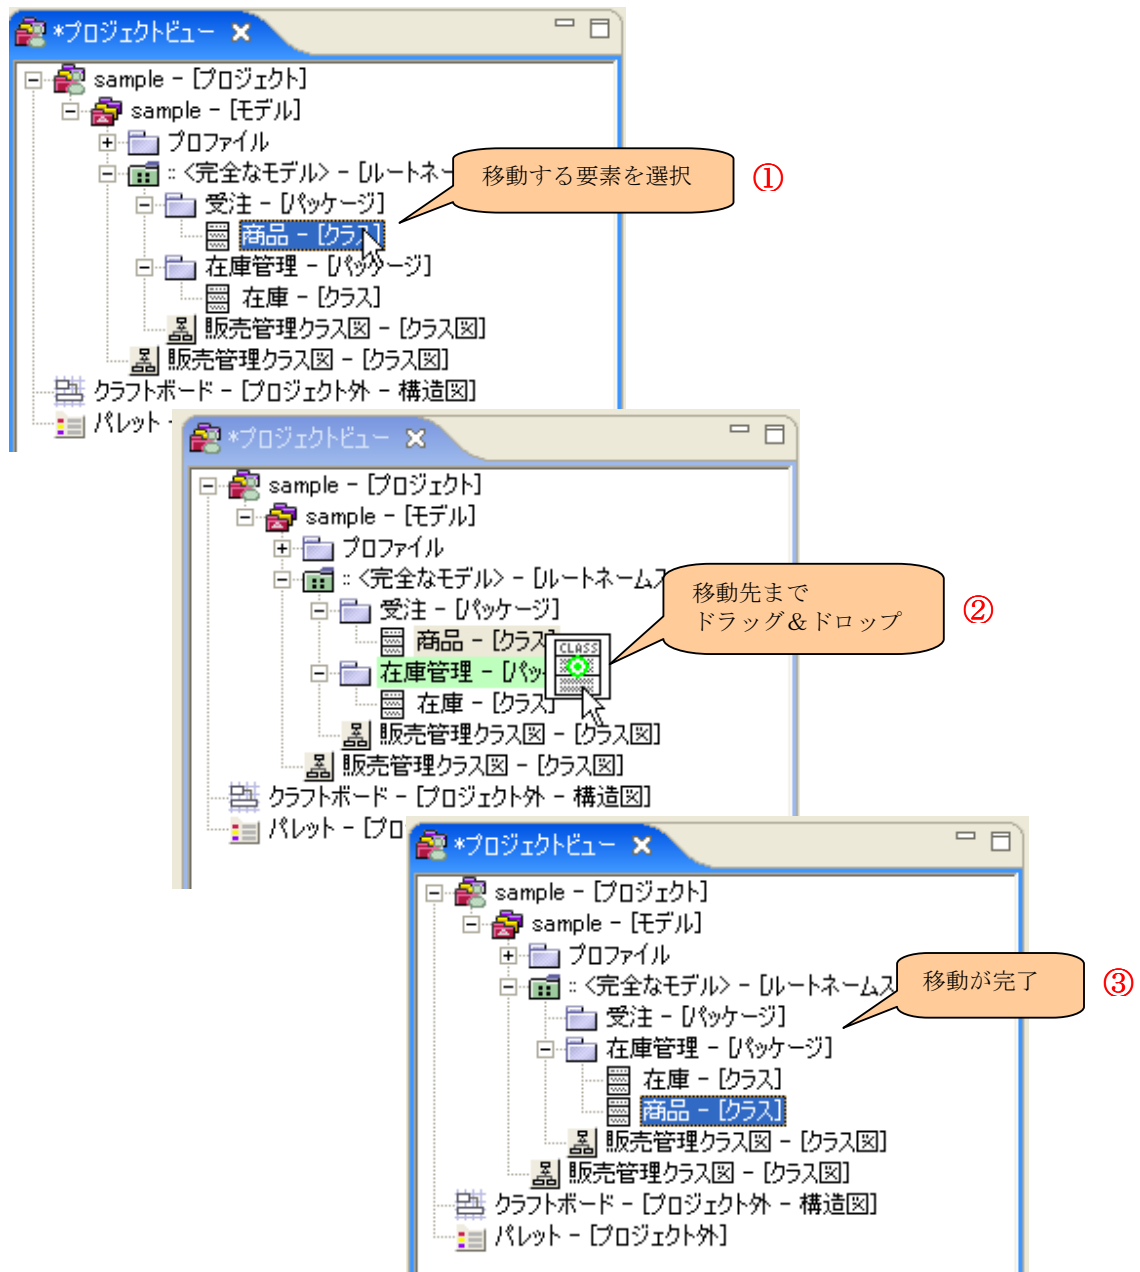 *プロジェクトビュー
sample - [プロジェクト]
sample - [モデル]
プロファイル
:: <完全なモデル> - [ルートネー
移動する要素を選択
①
受注 - [パッケージ]
商品 - [クラス]
在庫管理 - [パッケージ]
在庫 - [クラス]
販売管理クラス図 - [クラス図]
販売管理クラス図 - [クラス図]
クラフトボード - [プロジェクト外 - 構造図]
パレット -
*プロジェクトビュー
sample - [プロジェクト]
sample - [モデル]
プロファイル
:: <完全なモデル> - [ルートネームス
移動先まで
ドラッグ＆ドロップ
②
受注 - [パッケージ]
商品 - [クラス
CLASS
在庫管理 - [パッ
在庫 - [クラス]
販売管理クラス図 - [クラス図]
販売管理クラス図 - [クラス図]
クラフトボード - [プロジェクト外 - 構造図]
パレット - [プロ
*プロジェクトビュー
sample - [プロジェクト]
sample - [モデル]
プロファイル
:: <完全なモデル> - [ルートネームス
移動が完了
③
受注 - [パッケージ]
在庫管理 - [パッケージ]
在庫 - [クラス]
商品 - [クラス]
販売管理クラス図 - [クラス図]
販売管理クラス図 - [クラス図]
クラフトボード - [プロジェクト外 - 構造図]
パレット - [プロジェクト外]